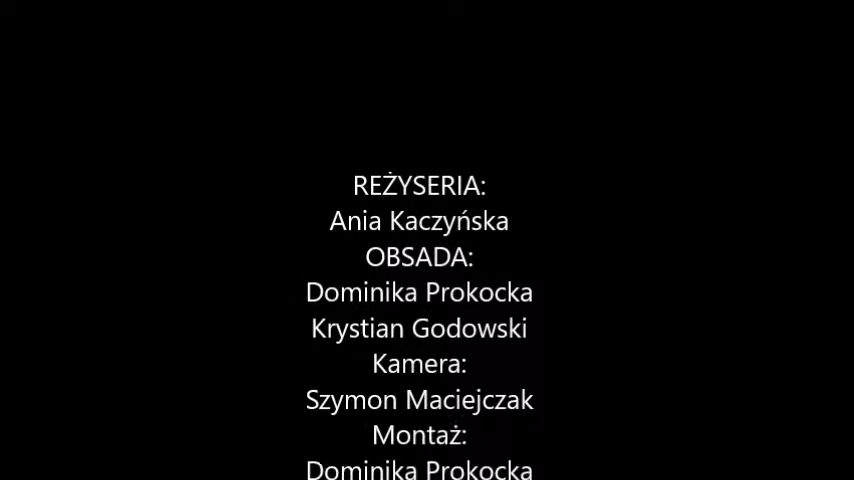 REŻYSERIA:
Ania Kaczyńska
OBSADA:
Dominika Prokocka
Krystian Godowski
Kamera:
Szymon Maciejczak
Montaż:
Dominika Prokocka